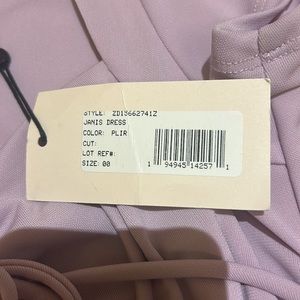 STYLE: ZD13662741Z
JANIS DRESS
COLOR: PLIR
CUT:
LOT REF#:
SIZE: 00
1 94945 14257 1